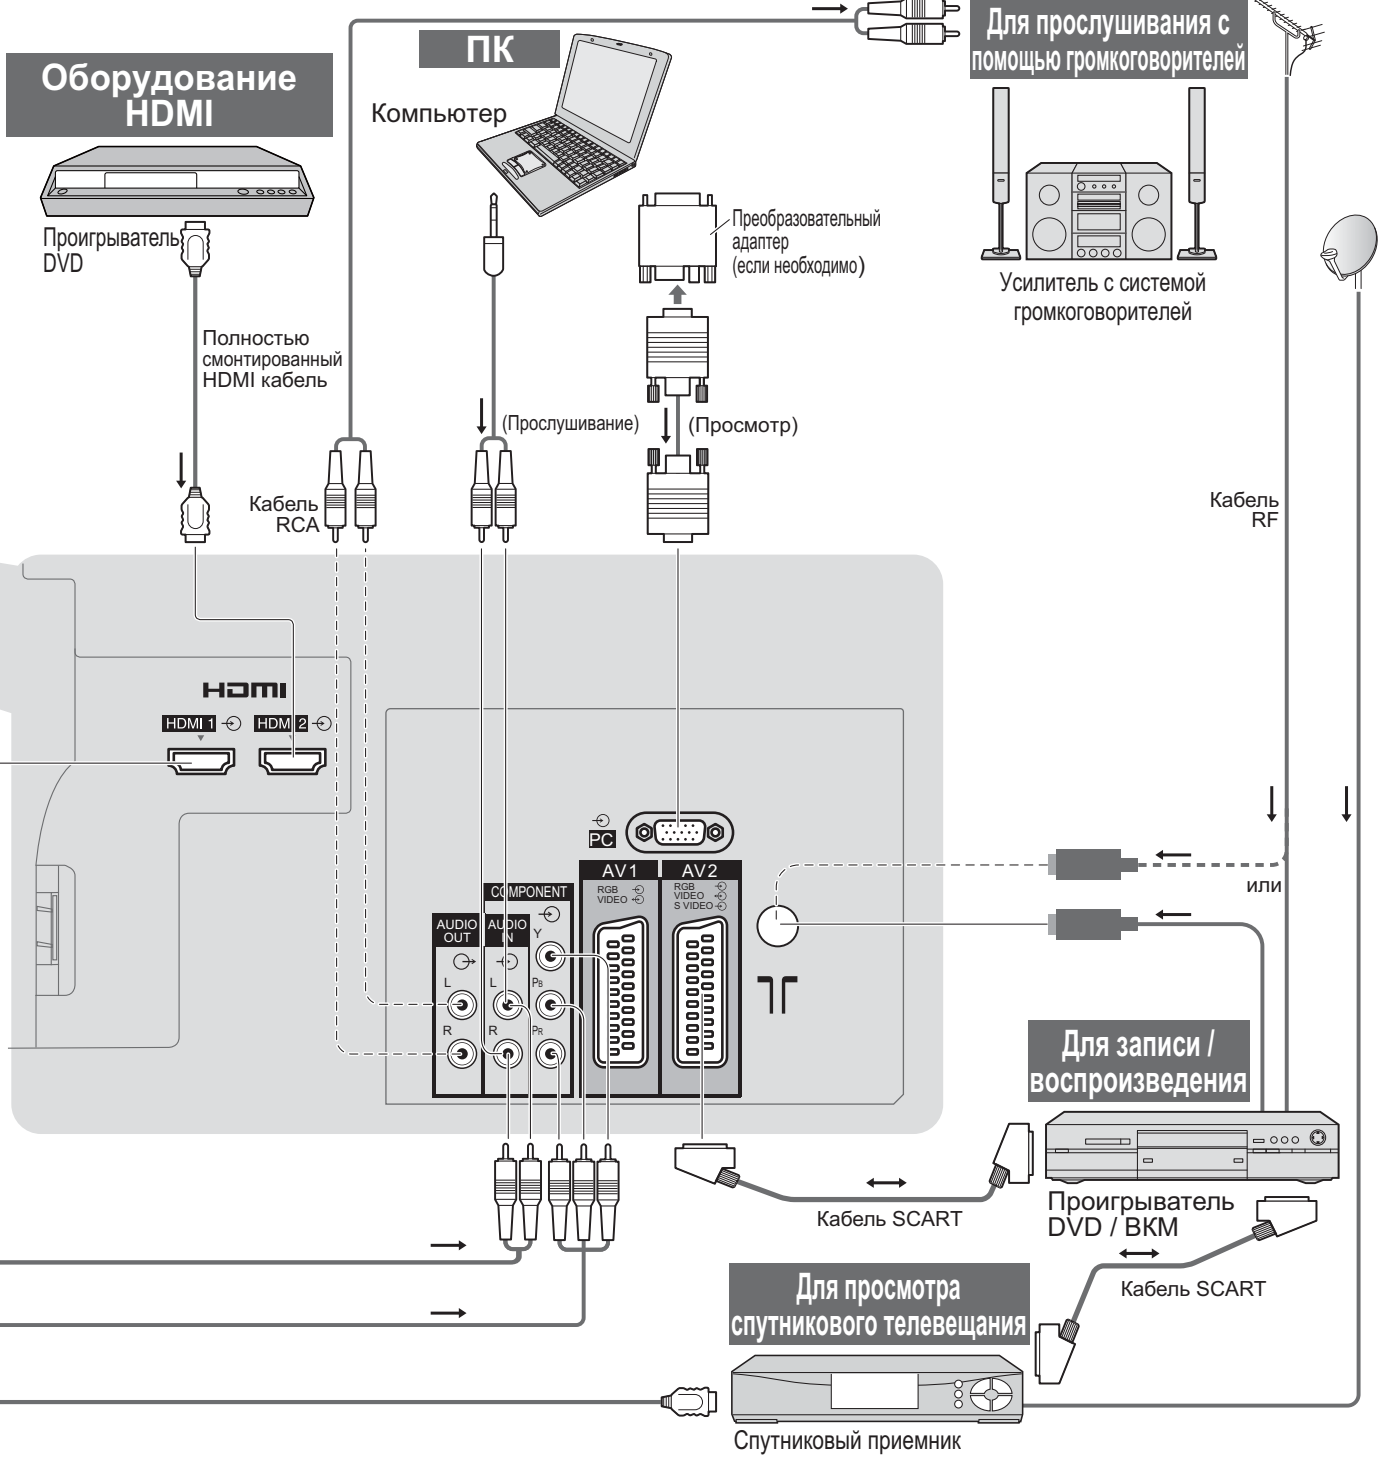 Для прослушивания с
помощью громкоговорителей
ПК
Оборудование
HDMI
Компьютер
Проигрыватель
DVD
Преобразовательный
адаптер
(если необходимо)
Усилитель с системой
громкоговорителей
Полностью
смонтированный
HDMI кабель
(Прослушивание)
(Просмотр)
Кабель
RCA
Кабель
RF
HDMI
HDMI 1
HDMI 2
PC
AV1
AV2
RGB
VIDEO
RGB
VIDEO
S VIDEO
COMPONENT
AUDIO
OUT
AUDIO
IN
Y
L
L
PB
R
R
PR
или
Для записи /
воспроизведения
Проигрыватель
DVD / ВКМ
Кабель SCART
Кабель SCART
Для просмотра
спутникового телевещания
Спутниковый приемник